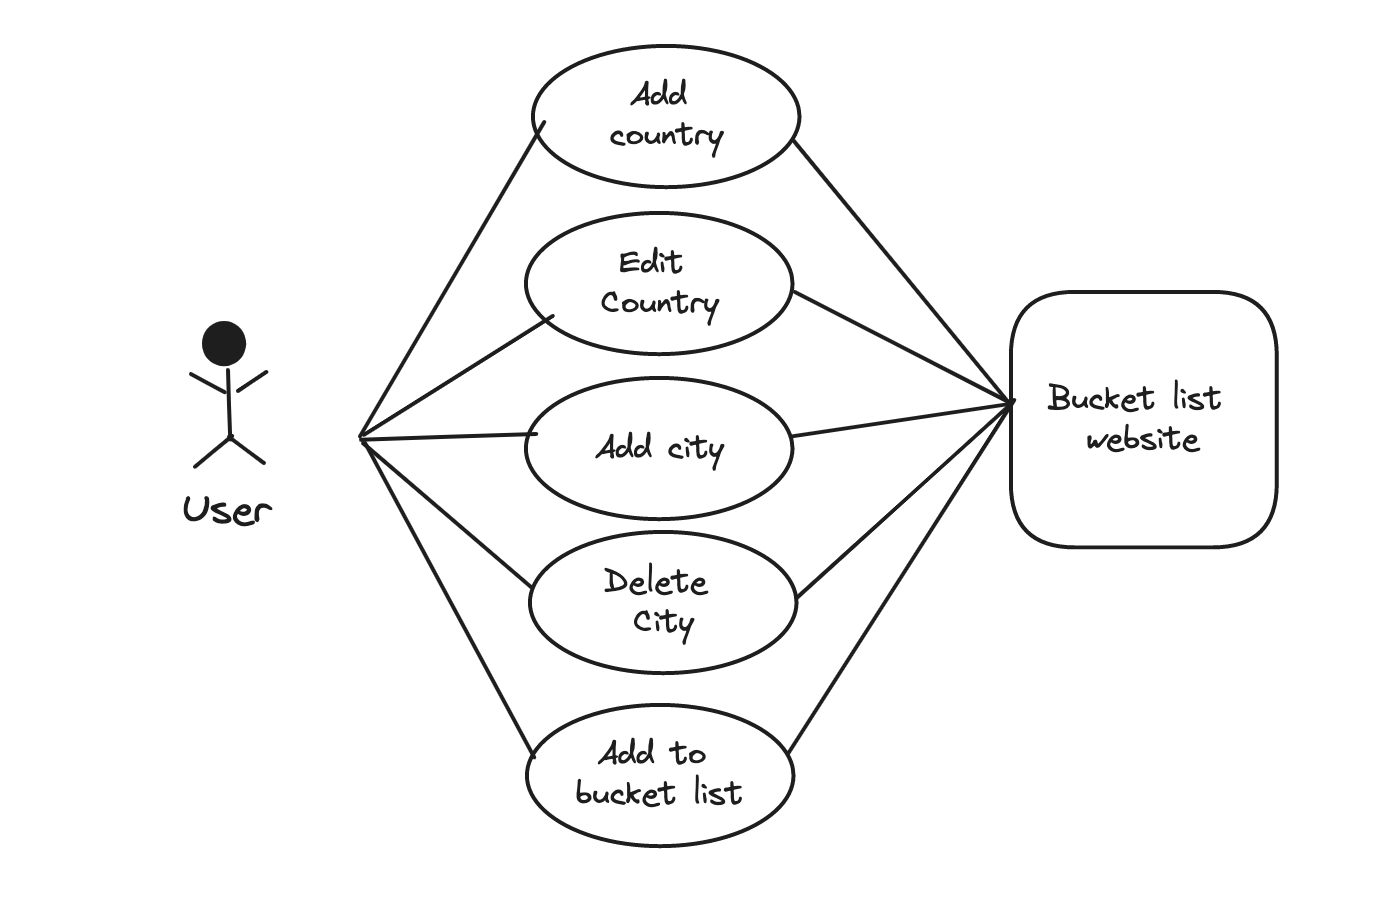 Add
country
Edit
Country
Add city
Delete
City
Add to
bucket list
User
Bucket list
website